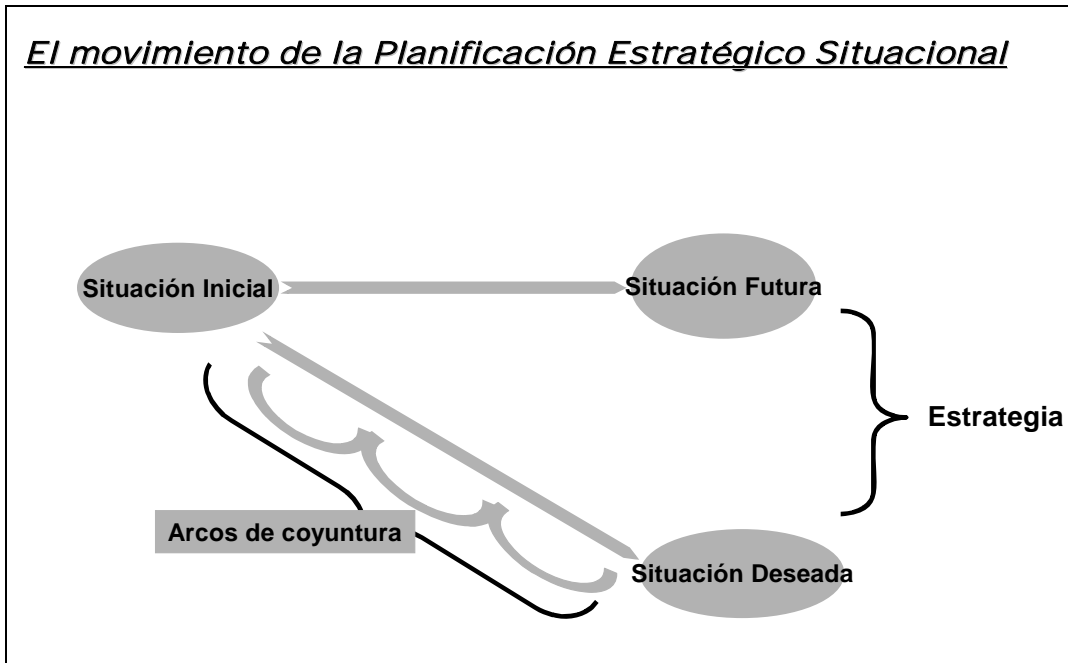 El movimiento de la Planificación Estratégico Situacional
Situación Inicial
Situación Futura
Estrategia
Arcos de coyuntura
Situación Deseada